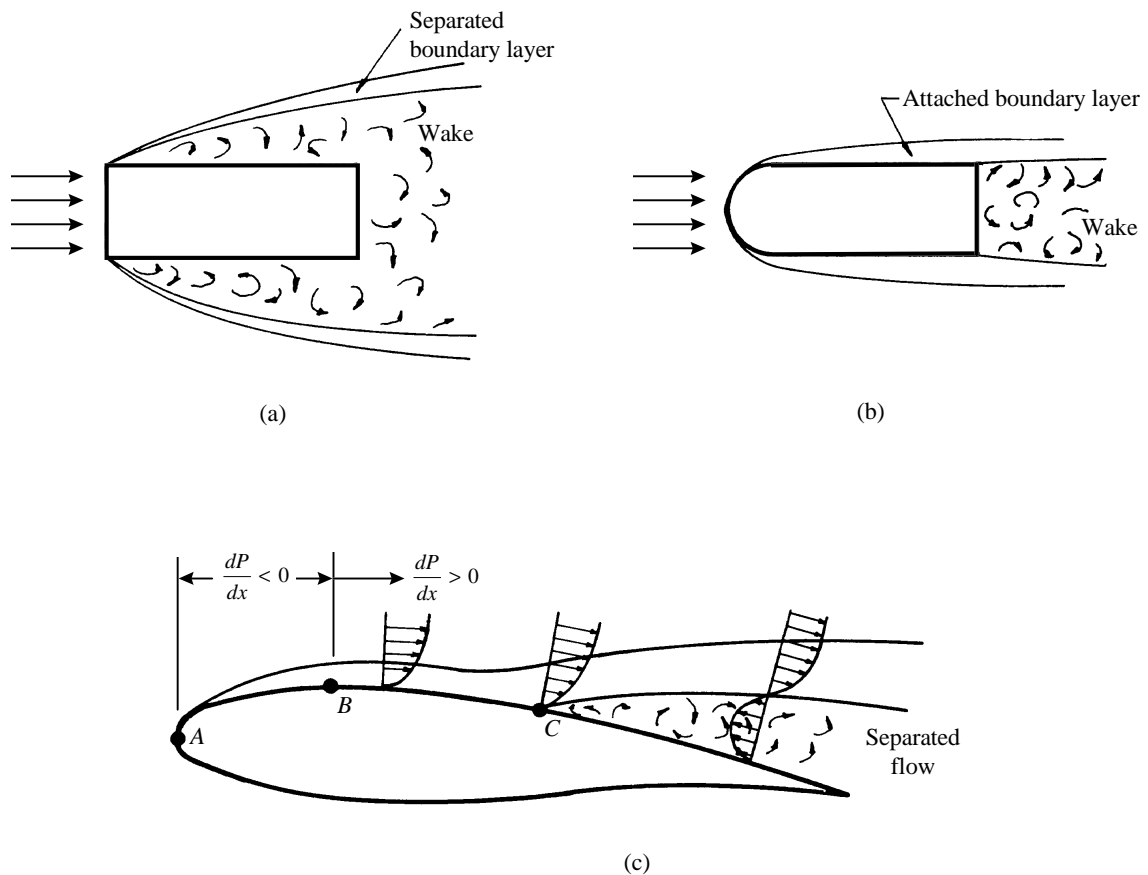 Separated
boundary layer
Wake
(a)
Attached boundary layer
Wake
(b)
dP/dx < 0
dP/dx > 0
A
B
C
Separated
flow
(c)